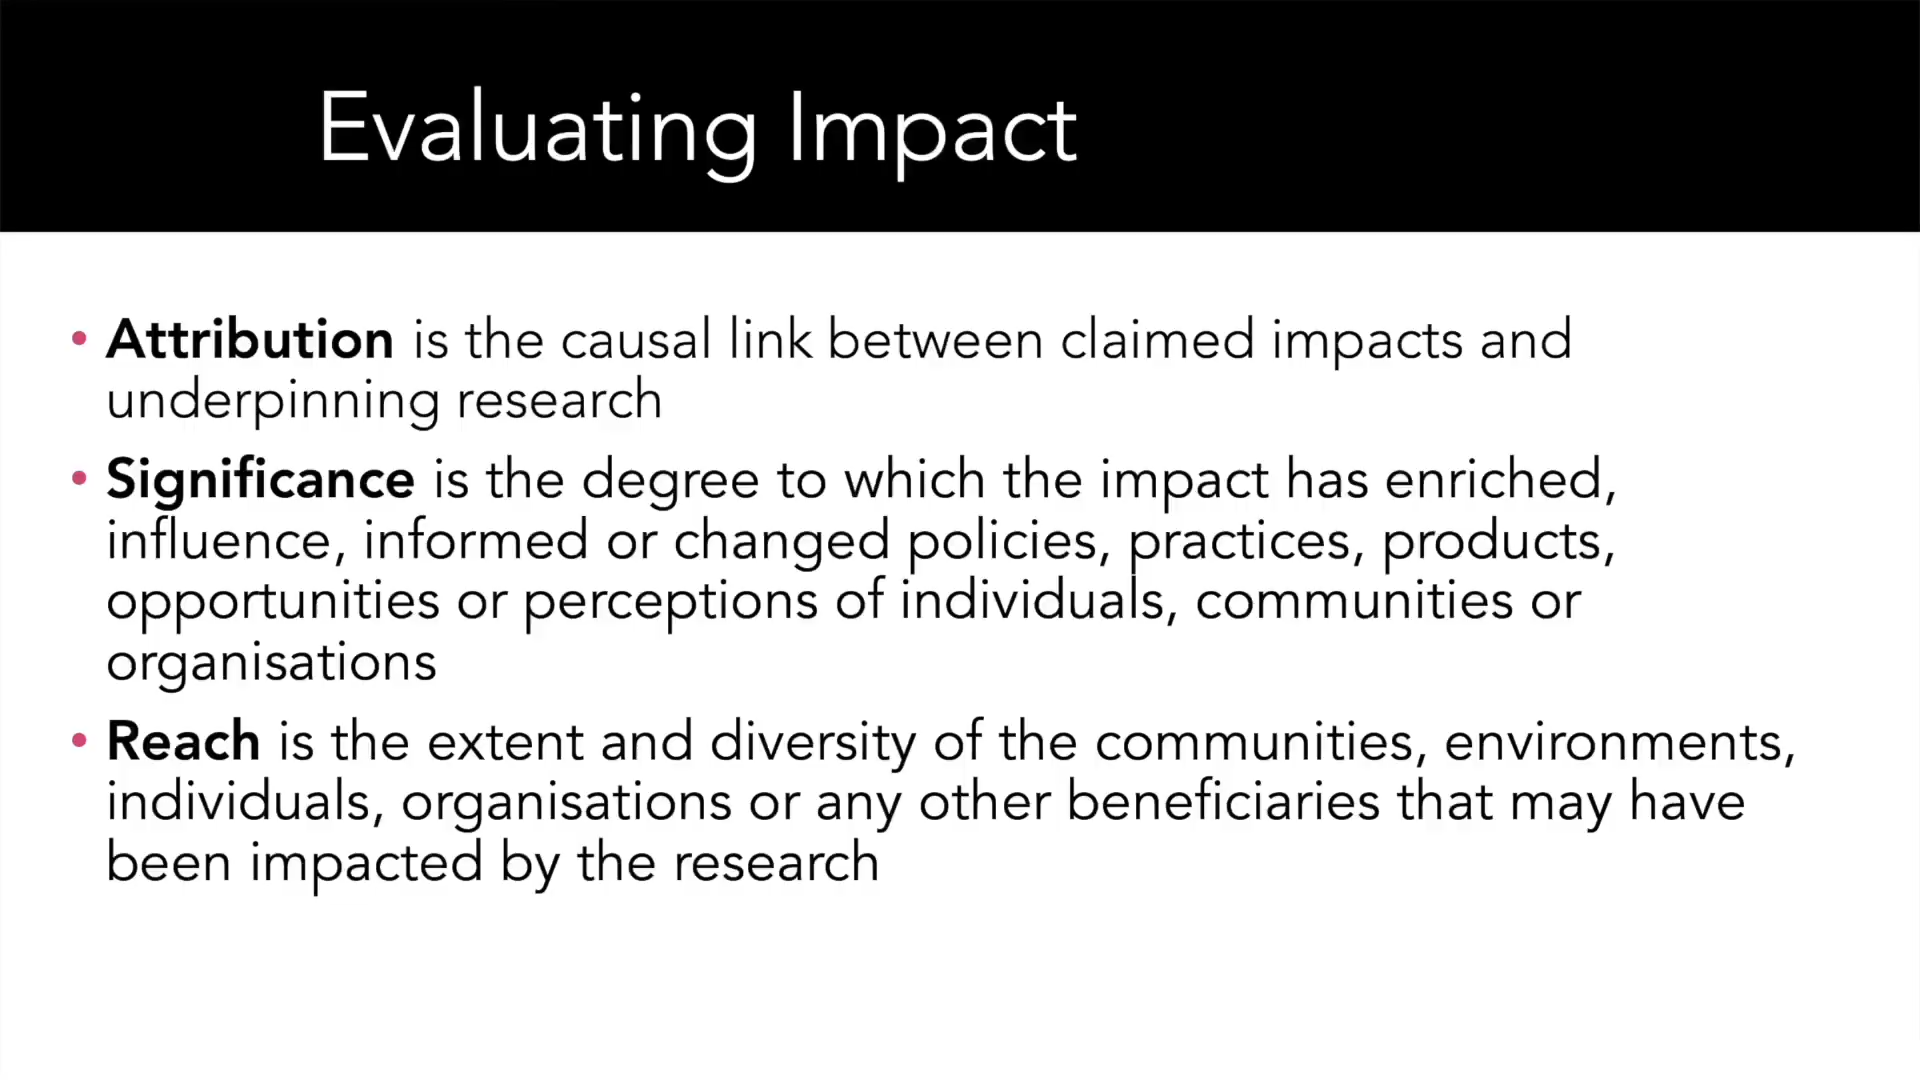 Evaluating Impact
• Attribution is the causal link between claimed impacts and
underpinning research
• Significance is the degree to which the impact has enriched,
influence, informed or changed policies, practices, products,
opportunities or perceptions of individuals, communities or
organisations
• Reach is the extent and diversity of the communities, environments,
individuals, organisations or any other beneficiaries that may have
been impacted by the research